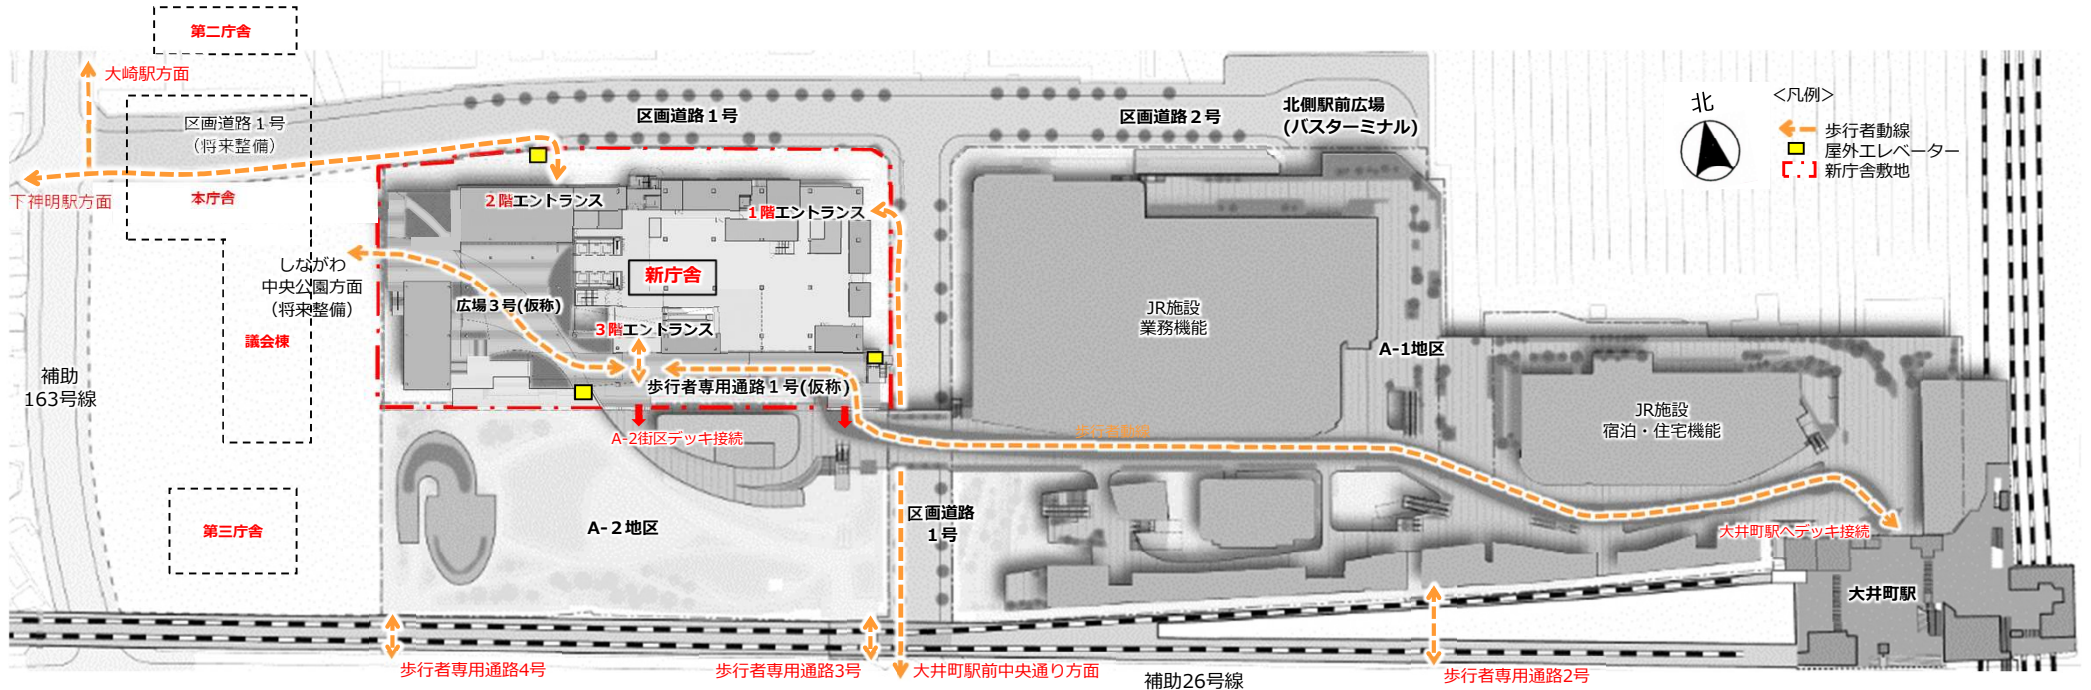 第二庁舎
大崎駅方面
区画道路１号
（将来整備）
下神明駅方面
本庁舎
区画道路１号
区画道路２号
北側駅前広場
(バスターミナル)
北
＜凡例＞
歩行者動線
屋外エレベーター
新庁舎敷地
２階エントランス
１階エントランス
しながわ
中央公園方面
（将来整備）
新庁舎
広場３号(仮称)
３階エントランス
議会棟
歩行者専用通路１号(仮称)
A-2街区デッキ接続
補助
163号線
JR施設
業務機能
A-1地区
JR施設
宿泊・住宅機能
歩行者動線
第三庁舎
A-２地区
区画道路
1号
大井町駅へデッキ接続
大井町駅
歩行者専用通路4号
歩行者専用通路3号
大井町駅前中央通り方面
補助26号線
歩行者専用通路2号